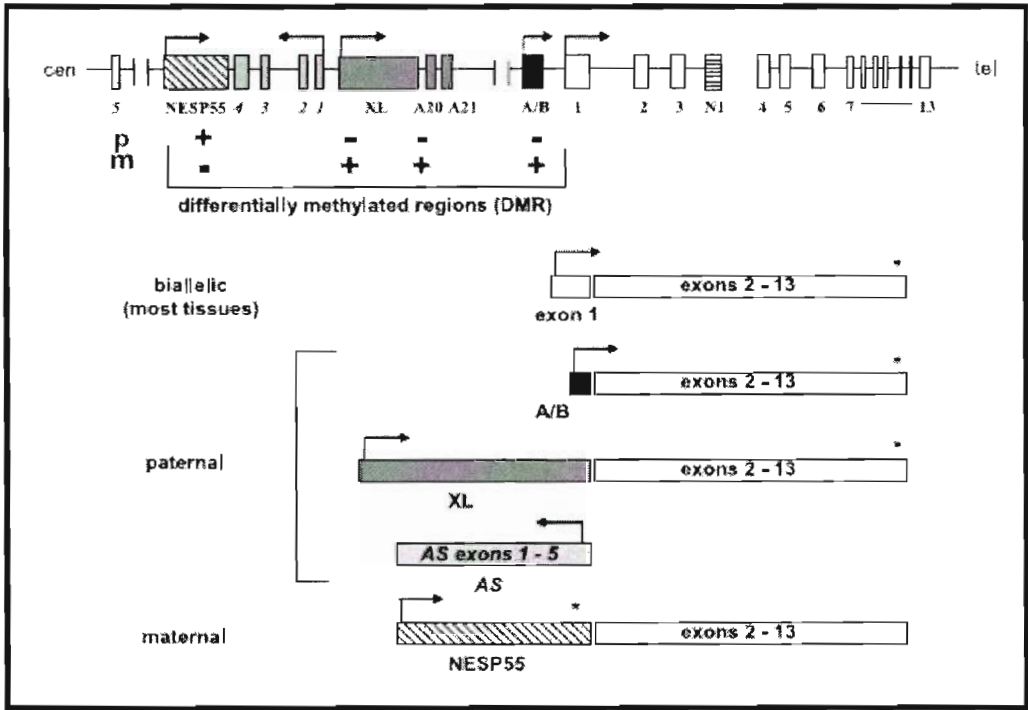 cen tel
5 NESP55 4 3 2 1 XL A20 A21 A/B 1 2 3 N1 4 5 6 7 13
p + - - -
m - + + +
differentially methylated regions (DMR)
biallelic
(most tissues)
exons 2 - 13 *
exon 1
exons 2 - 13 *
A/B
paternal
exons 2 - 13 *
XL
AS exons 1 - 5
AS
maternal
* exons 2 - 13
NESP55